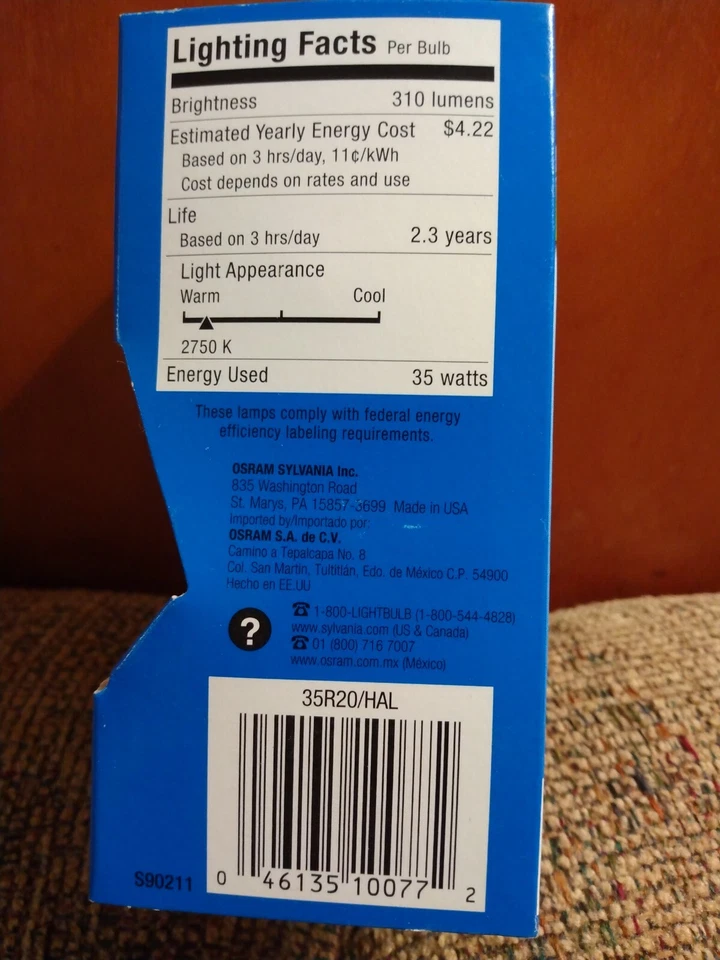 Lighting Facts Per Bulb
Brightness 310 lumens
Estimated Yearly Energy Cost $4.22
Based on 3 hrs/day, 11¢/kWh
Cost depends on rates and use
Life
Based on 3 hrs/day 2.3 years
Light Appearance
Warm Cool
2750 K
Energy Used 35 watts
These lamps comply with federal energy
efficiency labeling requirements.
OSRAM SYLVANIA Inc.
835 Washington Road
St. Marys, PA 15857-3699 Made in USA
Imported by/Importado por:
OSRAM S.A. de C.V.
Camino a Tepalcapa No. 8
Col. San Martin, Tultitlán, Edo. de México C.P. 54900
Hecho en EE.UU
?
1-800-LIGHTBULB (1-800-544-4828)
www.sylvania.com (US & Canada)
01 (800) 716 7007
www.osram.com.mx (México)
35R20/HAL
S90211
0 46135 10077 2